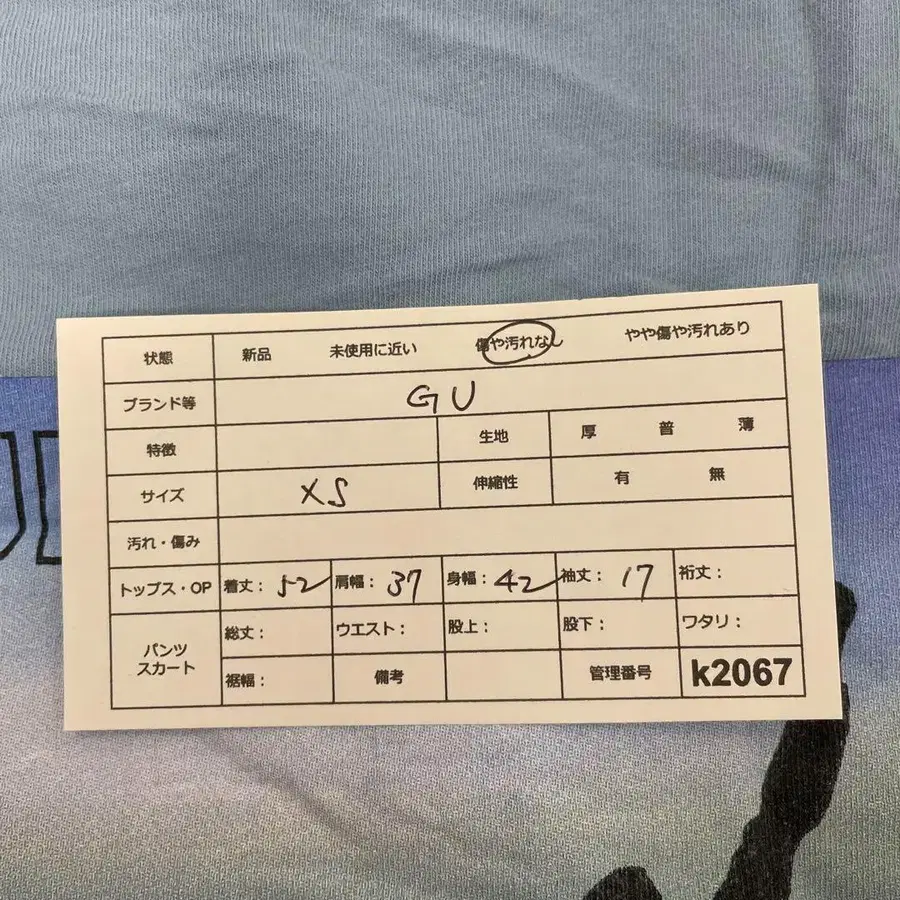 状態 新品 未使用に近い 傷や汚れなし やや傷や汚れあり
ブランド等 GU
特徴 生地 厚 普 薄
サイズ XS 伸縮性 有 無
汚れ・傷み
トップス・OP 着丈: 52 肩幅: 37 身幅: 42 袖丈: 17 裄丈:
パンツ スカート 総丈: ウエスト: 股上: 股下: ワタリ:
裾幅: 備考 管理番号 k2067